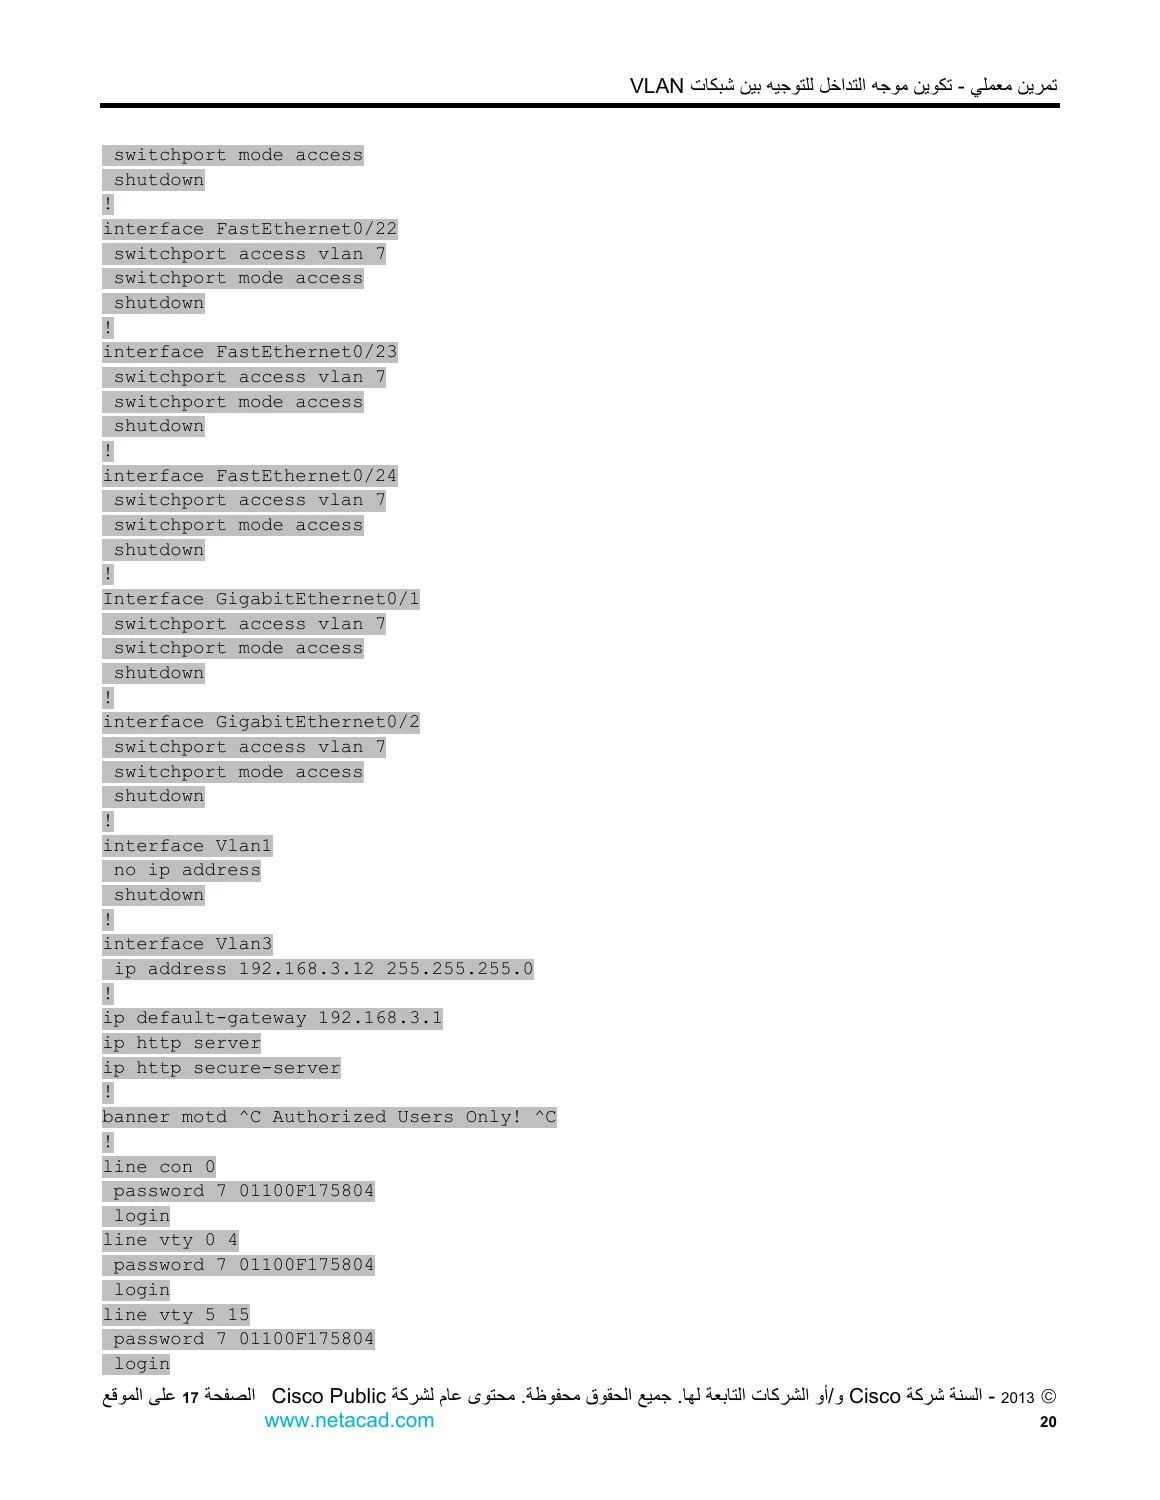 تمرين معملي - تكوين موجه التداخل للتوجيه بين شبكات VLAN
switchport mode access
shutdown
!
interface FastEthernet0/22
switchport access vlan 7
switchport mode access
shutdown
!
interface FastEthernet0/23
switchport access vlan 7
switchport mode access
shutdown
!
interface FastEthernet0/24
switchport access vlan 7
switchport mode access
shutdown
!
Interface GigabitEthernet0/1
switchport access vlan 7
switchport mode access
shutdown
!
interface GigabitEthernet0/2
switchport access vlan 7
switchport mode access
shutdown
!
interface Vlan1
no ip address
shutdown
!
interface Vlan3
ip address 192.168.3.12 255.255.255.0
!
ip default-gateway 192.168.3.1
ip http server
ip http secure-server
!
banner motd ^C Authorized Users Only! ^C
!
line con 0
password 7 01100F175804
login
line vty 0 4
password 7 01100F175804
login
line vty 5 15
password 7 01100F175804
login
© 2013 - السنة شركة Cisco و/أو الشركات التابعة لها. جميع الحقوق محفوظة. محتوى عام لشركة Cisco Public الصفحة 17 على الموقع
20 www.netacad.com